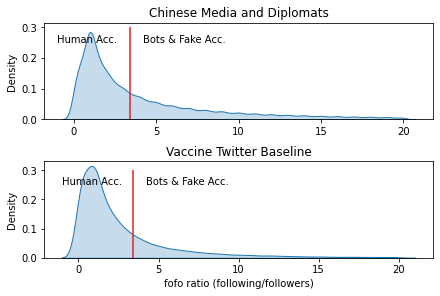 Chinese Media and Diplomats
Human Acc. Bots & Fake Acc.
Density
0.3
0.2
0.1
0.0
0 5 10 15 20
Vaccine Twitter Baseline
Human Acc. Bots & Fake Acc.
Density
0.3
0.2
0.1
0.0
0 5 10 15 20
fofo ratio (following/followers)